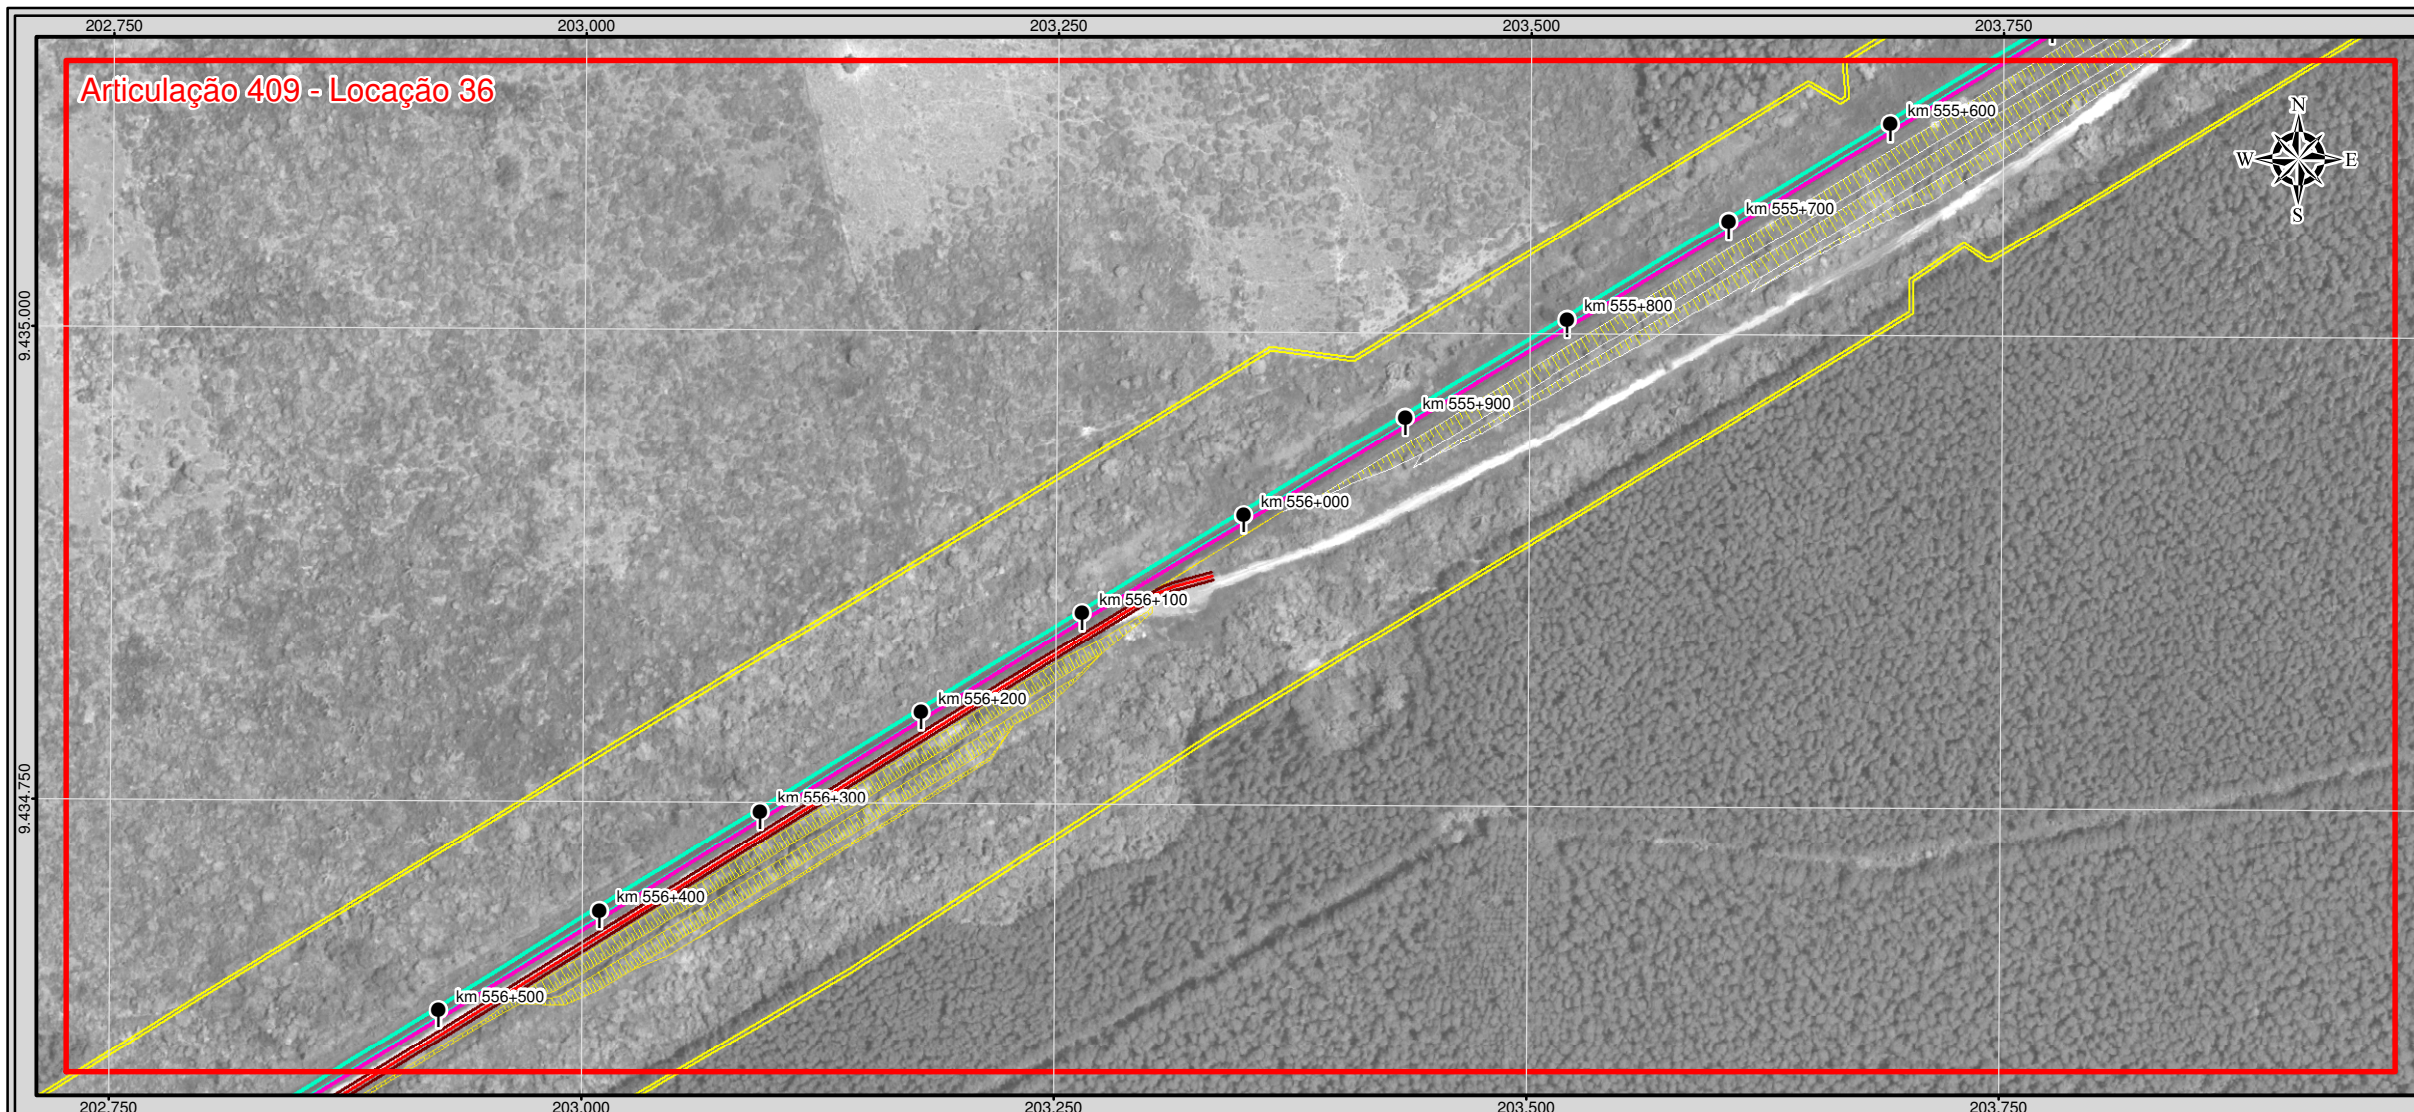 202.750 203.000 203.250 203.500 203.750
Articulação 409 - Locação 36
N
W E
S
km 555+600
km 555+700
km 555+800
9.435.000
km 555+900
km 556+000
km 556+100
km 556+200
9.434.750
km 556+300
km 556+400
km 556+500
202.750 203.000 203.250 203.500 203.750